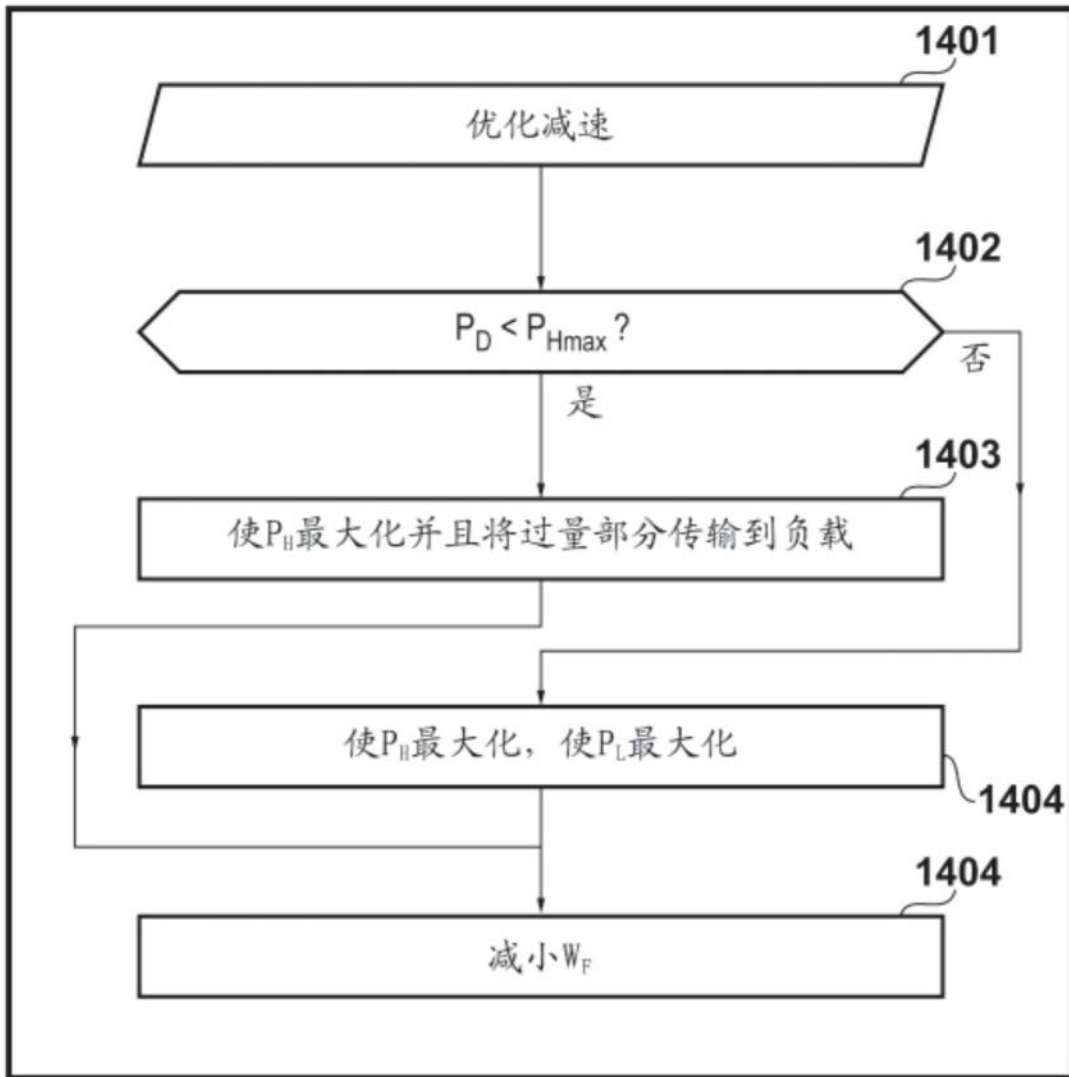 1401
优化减速
1402
P_D < P_Hmax ?
否
是
1403
使P_H最大化并且将过量部分传输到负载
使P_H最大化，使P_L最大化
1404
1404
减小W_F